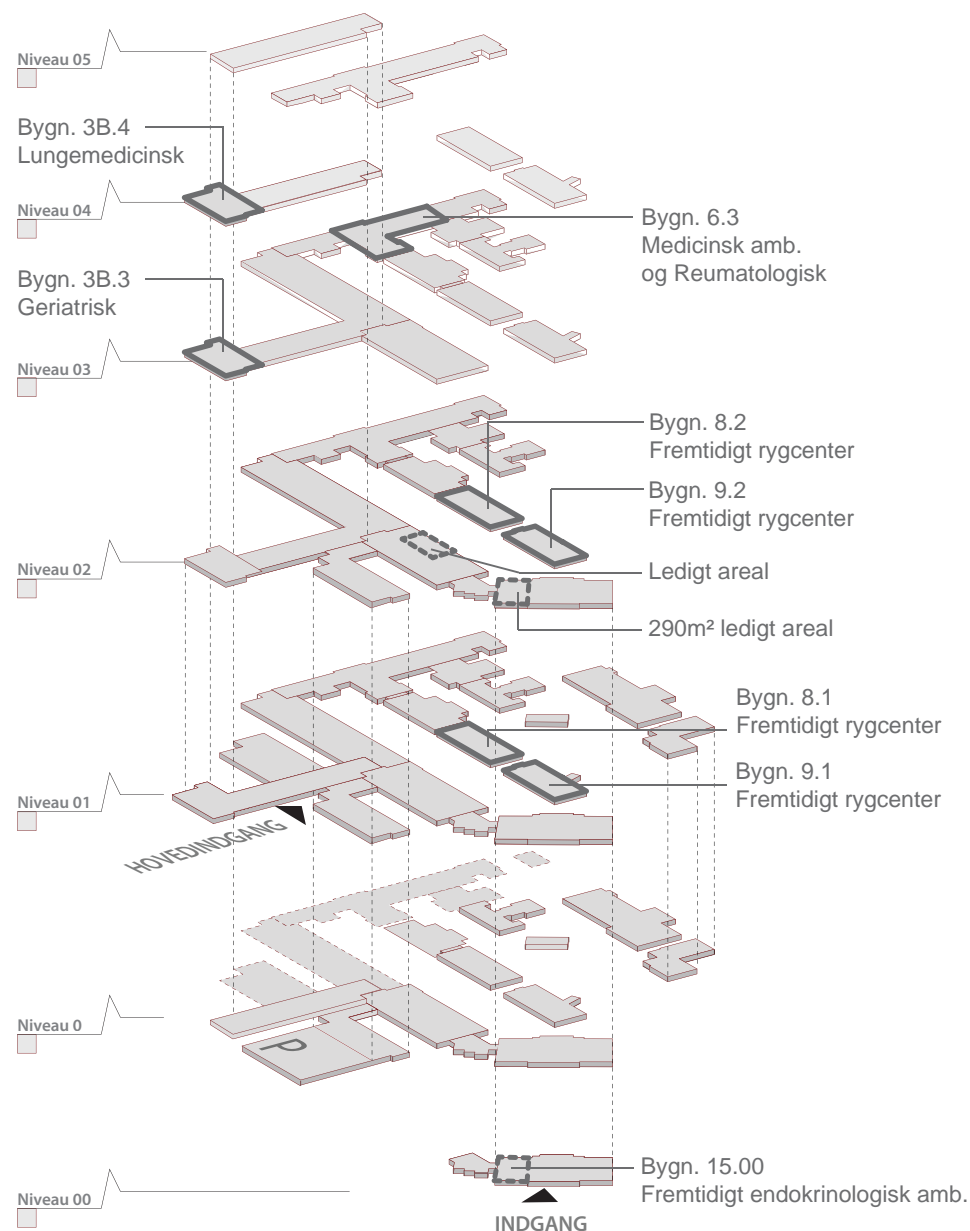 Niveau 05
Bygn. 3B.4
Lungemedicinsk
Niveau 04
Bygn. 6.3
Medicinsk amb.
og Reumatologisk
Bygn. 3B.3
Geriatrisk
Niveau 03
Bygn. 8.2
Fremtidigt rygcenter
Bygn. 9.2
Fremtidigt rygcenter
Niveau 02
Ledigt areal
290m² ledigt areal
Bygn. 8.1
Fremtidigt rygcenter
Bygn. 9.1
Fremtidigt rygcenter
Niveau 01
HOVEDINDGANG
Niveau 0
P
Bygn. 15.00
Fremtidigt endokrinologisk amb.
Niveau 00
INDGANG